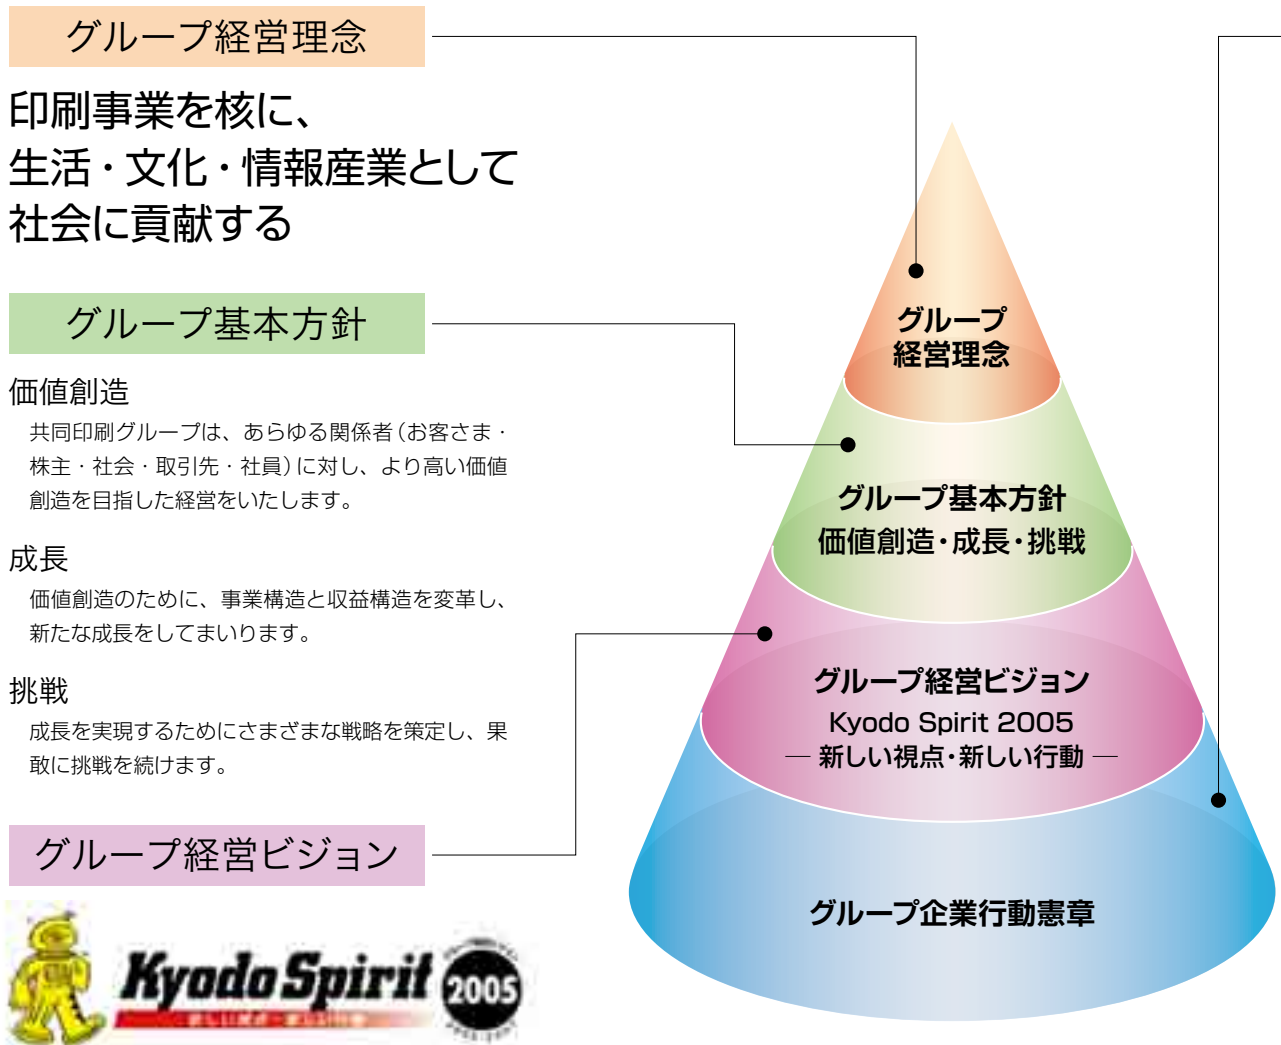 グループ経営理念
印刷事業を核に、
生活・文化・情報産業として
社会に貢献する
グループ基本方針
価値創造
共同印刷グループは、あらゆる関係者(お客さま・
株主・社会・取引先・社員)に対し、より高い価値
創造を目指した経営をいたします。
成長
価値創造のために、事業構造と収益構造を変革し、
新たな成長をしてまいります。
挑戦
成長を実現するためにさまざまな戦略を策定し、果
敢に挑戦を続けます。
グループ経営ビジョン
Kyodo Spirit 2005
グループ
経営理念
グループ基本方針
価値創造・成長・挑戦
グループ経営ビジョン
Kyodo Spirit 2005
― 新しい視点・新しい行動 ―
グループ企業行動憲章